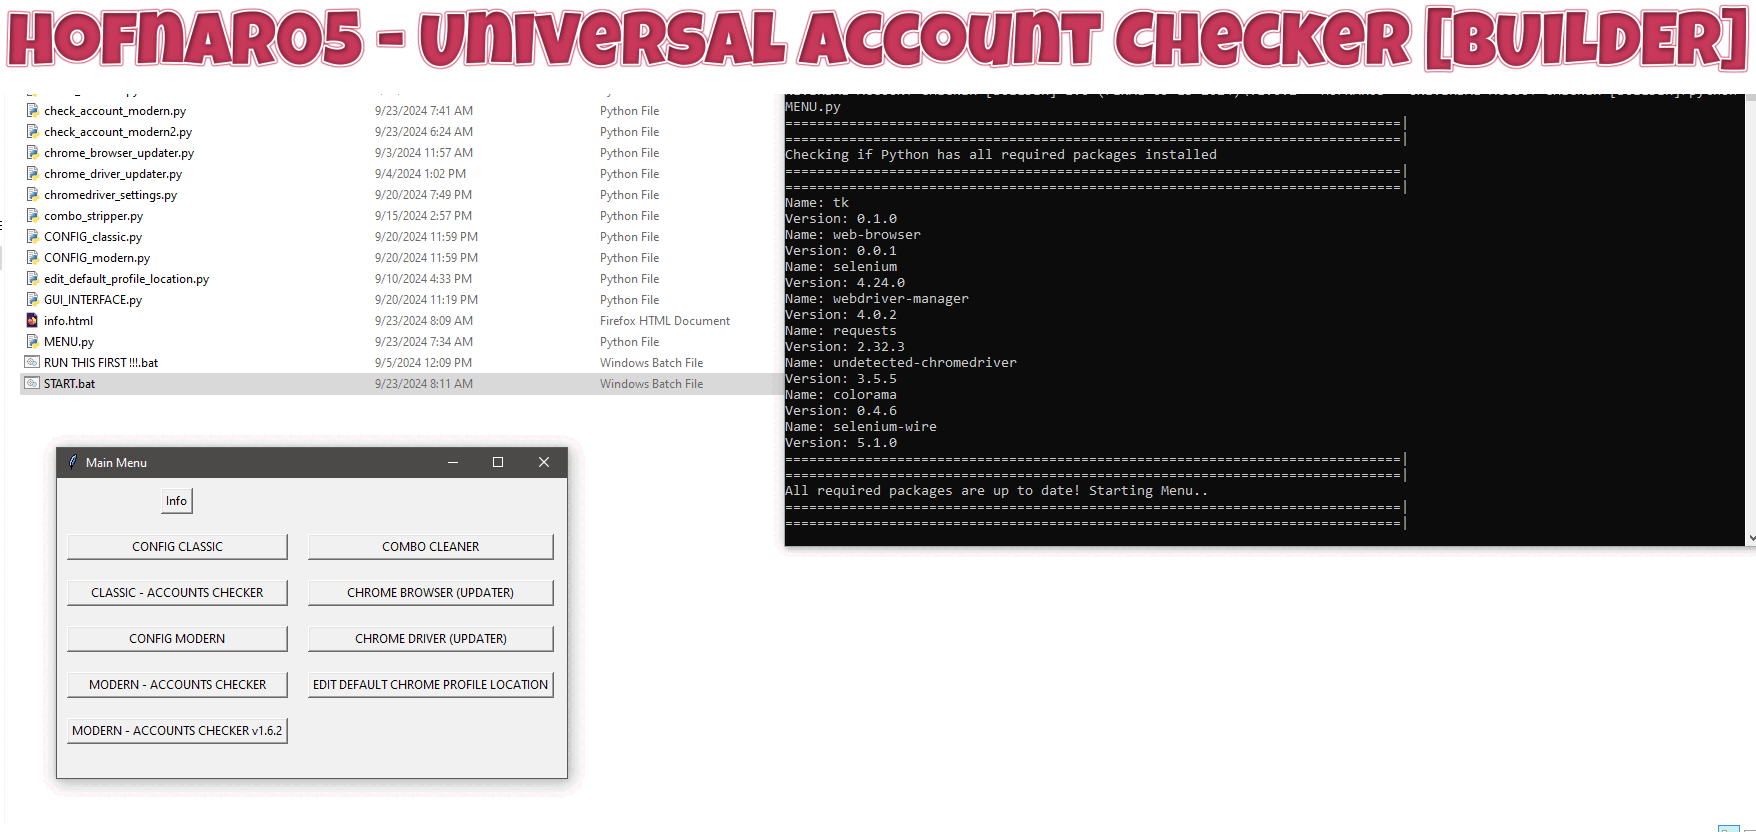 HOFNAR05 - UNIVERSAL ACCOUNT CHECKER [BUILDER]
check_account_modern.py 9/23/2024 7:41 AM Python File
check_account_modern2.py 9/23/2024 6:24 AM Python File
chrome_browser_updater.py 9/3/2024 11:57 AM Python File
chrome_driver_updater.py 9/4/2024 1:02 PM Python File
chromedriver_settings.py 9/20/2024 7:49 PM Python File
combo_stripper.py 9/15/2024 2:57 PM Python File
CONFIG_classic.py 9/20/2024 11:59 PM Python File
CONFIG_modern.py 9/20/2024 11:59 PM Python File
edit_default_profile_location.py 9/10/2024 4:33 PM Python File
GUI_INTERFACE.py 9/20/2024 11:19 PM Python File
info.html 9/23/2024 8:09 AM Firefox HTML Document
MENU.py 9/23/2024 7:34 AM Python File
RUN THIS FIRST !!!.bat 9/5/2024 12:09 PM Windows Batch File
START.bat 9/23/2024 8:11 AM Windows Batch File
MENU.py
=============================================================================|
=============================================================================|
Checking if Python has all required packages installed
=============================================================================|
=============================================================================|
Name: tk
Version: 0.1.0
Name: web-browser
Version: 0.0.1
Name: selenium
Version: 4.24.0
Name: webdriver-manager
Version: 4.0.2
Name: requests
Version: 2.32.3
Name: undetected-chromedriver
Version: 3.5.5
Name: colorama
Version: 0.4.6
Name: selenium-wire
Version: 5.1.0
=============================================================================|
=============================================================================|
All required packages are up to date! Starting Menu..
=============================================================================|
=============================================================================|
Main Menu
Info
CONFIG CLASSIC COMBO CLEANER
CLASSIC - ACCOUNTS CHECKER CHROME BROWSER (UPDATER)
CONFIG MODERN CHROME DRIVER (UPDATER)
MODERN - ACCOUNTS CHECKER EDIT DEFAULT CHROME PROFILE LOCATION
MODERN - ACCOUNTS CHECKER v1.6.2